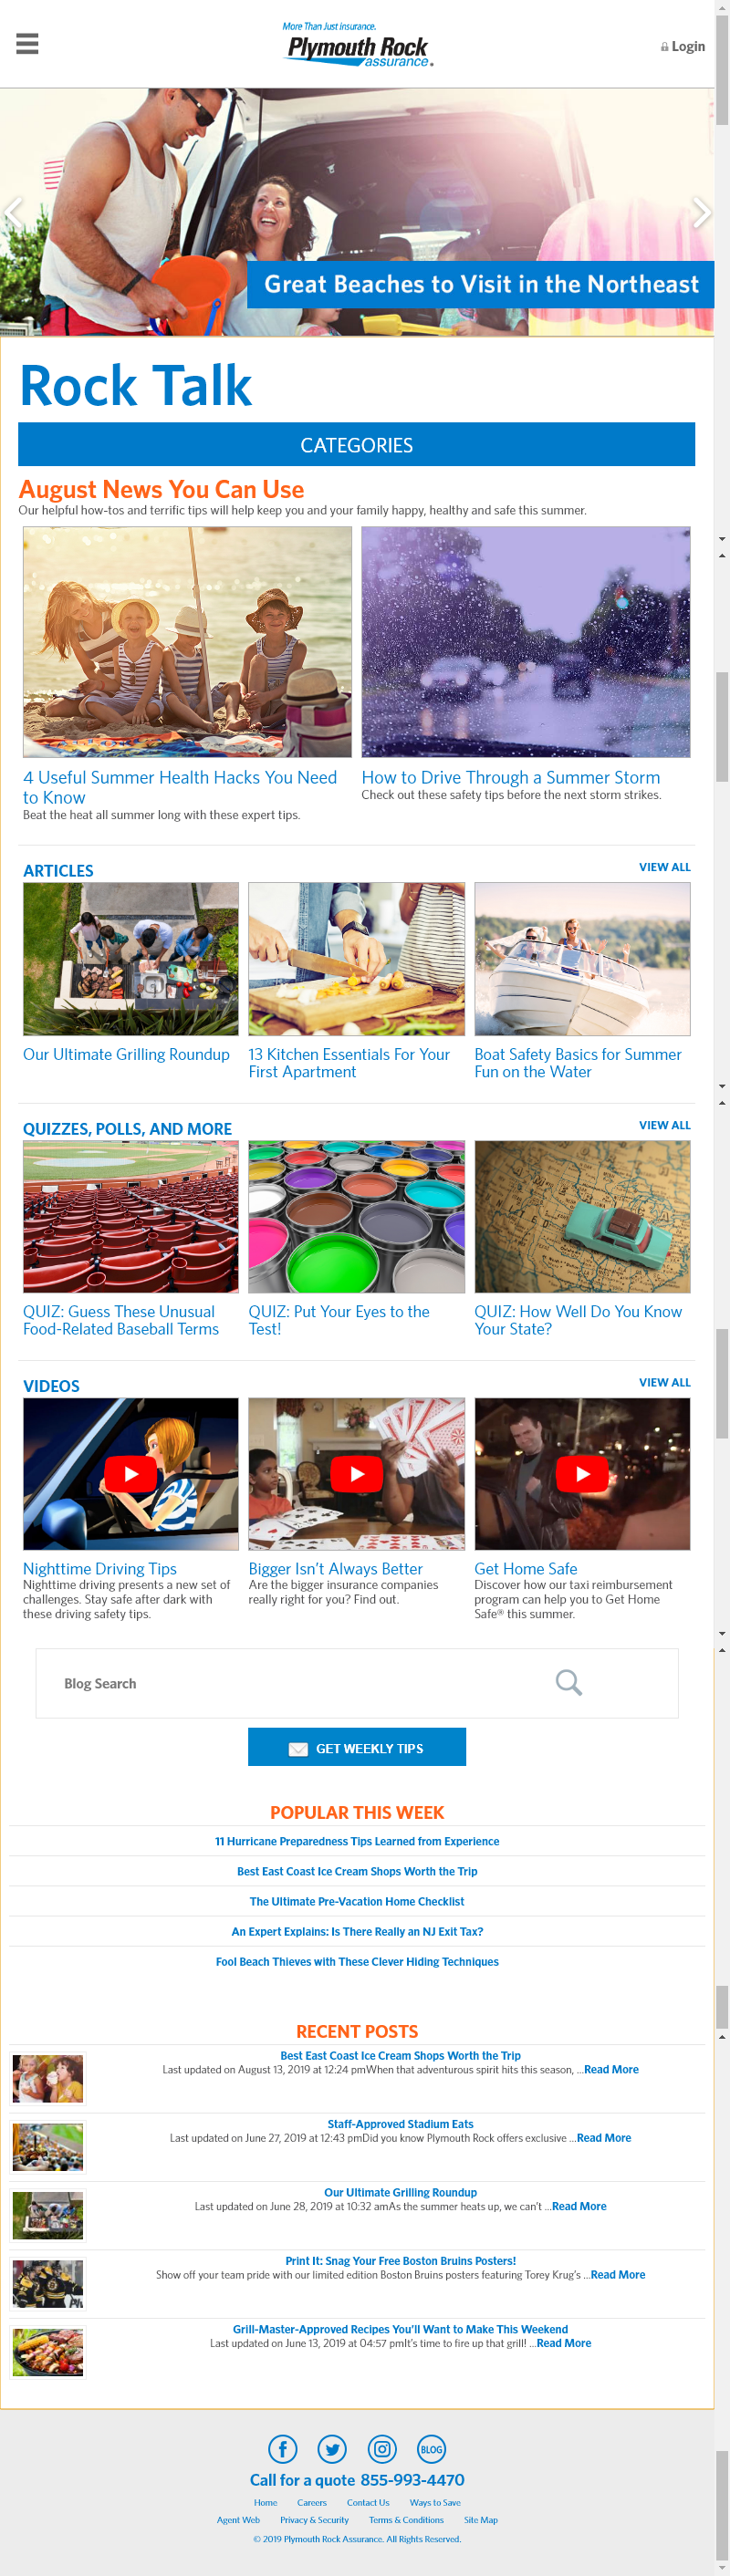 More Than Just Insurance.
Plymouth Rock
assurance®
Login
Great Beaches to Visit in the Northeast
Rock Talk
CATEGORIES
August News You Can Use
Our helpful how-tos and terrific tips will help keep you and your family happy, healthy and safe this summer.
4 Useful Summer Health Hacks You Need
to Know
Beat the heat all summer long with these expert tips.
How to Drive Through a Summer Storm
Check out these safety tips before the next storm strikes.
ARTICLES
VIEW ALL
Our Ultimate Grilling Roundup
13 Kitchen Essentials For Your
First Apartment
Boat Safety Basics for Summer
Fun on the Water
QUIZZES, POLLS, AND MORE
VIEW ALL
QUIZ: Guess These Unusual
Food-Related Baseball Terms
QUIZ: Put Your Eyes to the
Test!
QUIZ: How Well Do You Know
Your State?
VIDEOS
VIEW ALL
Nighttime Driving Tips
Nighttime driving presents a new set of
challenges. Stay safe after dark with
these driving safety tips.
Bigger Isn't Always Better
Are the bigger insurance companies
really right for you? Find out.
Get Home Safe
Discover how our taxi reimbursement
program can help you to Get Home
Safe® this summer.
Blog Search
GET WEEKLY TIPS
POPULAR THIS WEEK
11 Hurricane Preparedness Tips Learned from Experience
Best East Coast Ice Cream Shops Worth the Trip
The Ultimate Pre-Vacation Home Checklist
An Expert Explains: Is There Really an NJ Exit Tax?
Fool Beach Thieves with These Clever Hiding Techniques
RECENT POSTS
Best East Coast Ice Cream Shops Worth the Trip
Last updated on August 13, 2019 at 12:24 pmWhen that adventurous spirit hits this season, ...Read More
Staff-Approved Stadium Eats
Last updated on June 27, 2019 at 12:43 pmDid you know Plymouth Rock offers exclusive ...Read More
Our Ultimate Grilling Roundup
Last updated on June 28, 2019 at 10:32 amAs the summer heats up, we can't ...Read More
Print It: Snag Your Free Boston Bruins Posters!
Show off your team pride with our limited edition Boston Bruins posters featuring Torey Krug's ...Read More
Grill-Master-Approved Recipes You'll Want to Make This Weekend
Last updated on June 13, 2019 at 04:57 pmIt's time to fire up that grill! ...Read More
BLOG
Call for a quote 855-993-4470
Home Careers Contact Us Ways to Save
Agent Web Privacy & Security Terms & Conditions Site Map
© 2019 Plymouth Rock Assurance. All Rights Reserved.